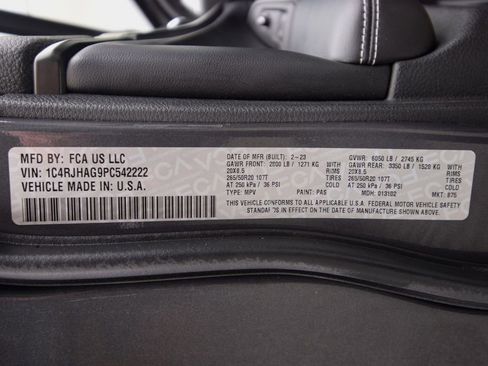 MFD BY: FCA US LLC
VIN: 1C4RJHAG9PC542222
VEHICLE MADE IN: U.S.A.
DATE OF MFR.(BUILT): 2-23
GAWR FRONT: 2800 LB / 1271 KG
20X8.5 RIMS
265/50R20 107T TIRES
AT 250 kPA / 36 PSI COLD
TYPE: MPV PAINT: PAS
GVWR: 6050 LB / 2745 KG
GAWR REAR: 3350 LB / 1520 KG
20X8.5 RIMS
265/50R20 107T TIRES
AT 250 kPA / 36 PSI COLD
MDH: 013102 MKT: 875
THIS VEHICLE CONFORMS TO ALL APPLICABLE U.S.A. FEDERAL MOTOR VEHICLE SAFETY
STANDARDS IN EFFECT ON THE DATE OF MANUFACTURE SHOWN ABOVE.